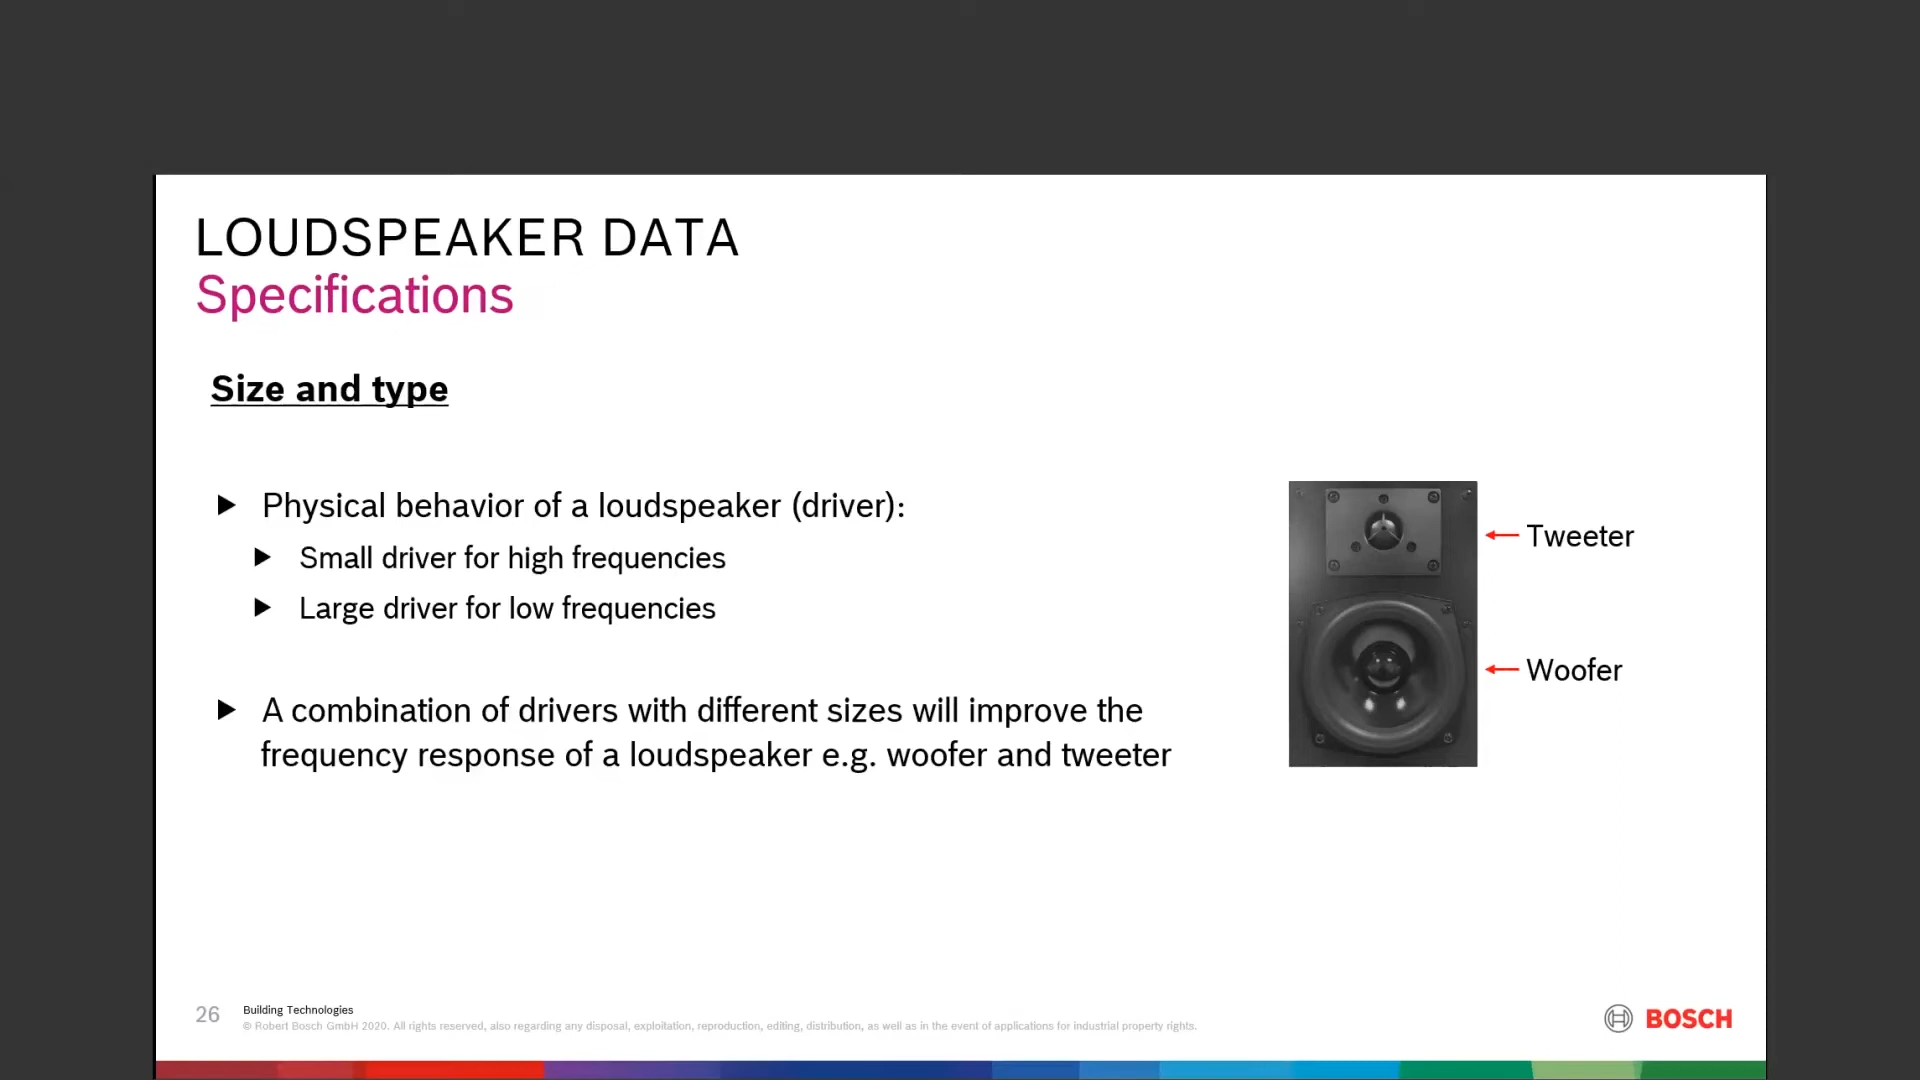 LOUDSPEAKER DATA
Specifications
Size and type
Physical behavior of a loudspeaker (driver):
Small driver for high frequencies
Large driver for low frequencies
A combination of drivers with different sizes will improve the
frequency response of a loudspeaker e.g. woofer and tweeter
Tweeter
Woofer
26
Building Technologies
© Robert Bosch GmbH 2020. All rights reserved, also regarding any disposal, exploitation, reproduction, editing, distribution, as well as in the event of applications for industrial property rights.
BOSCH